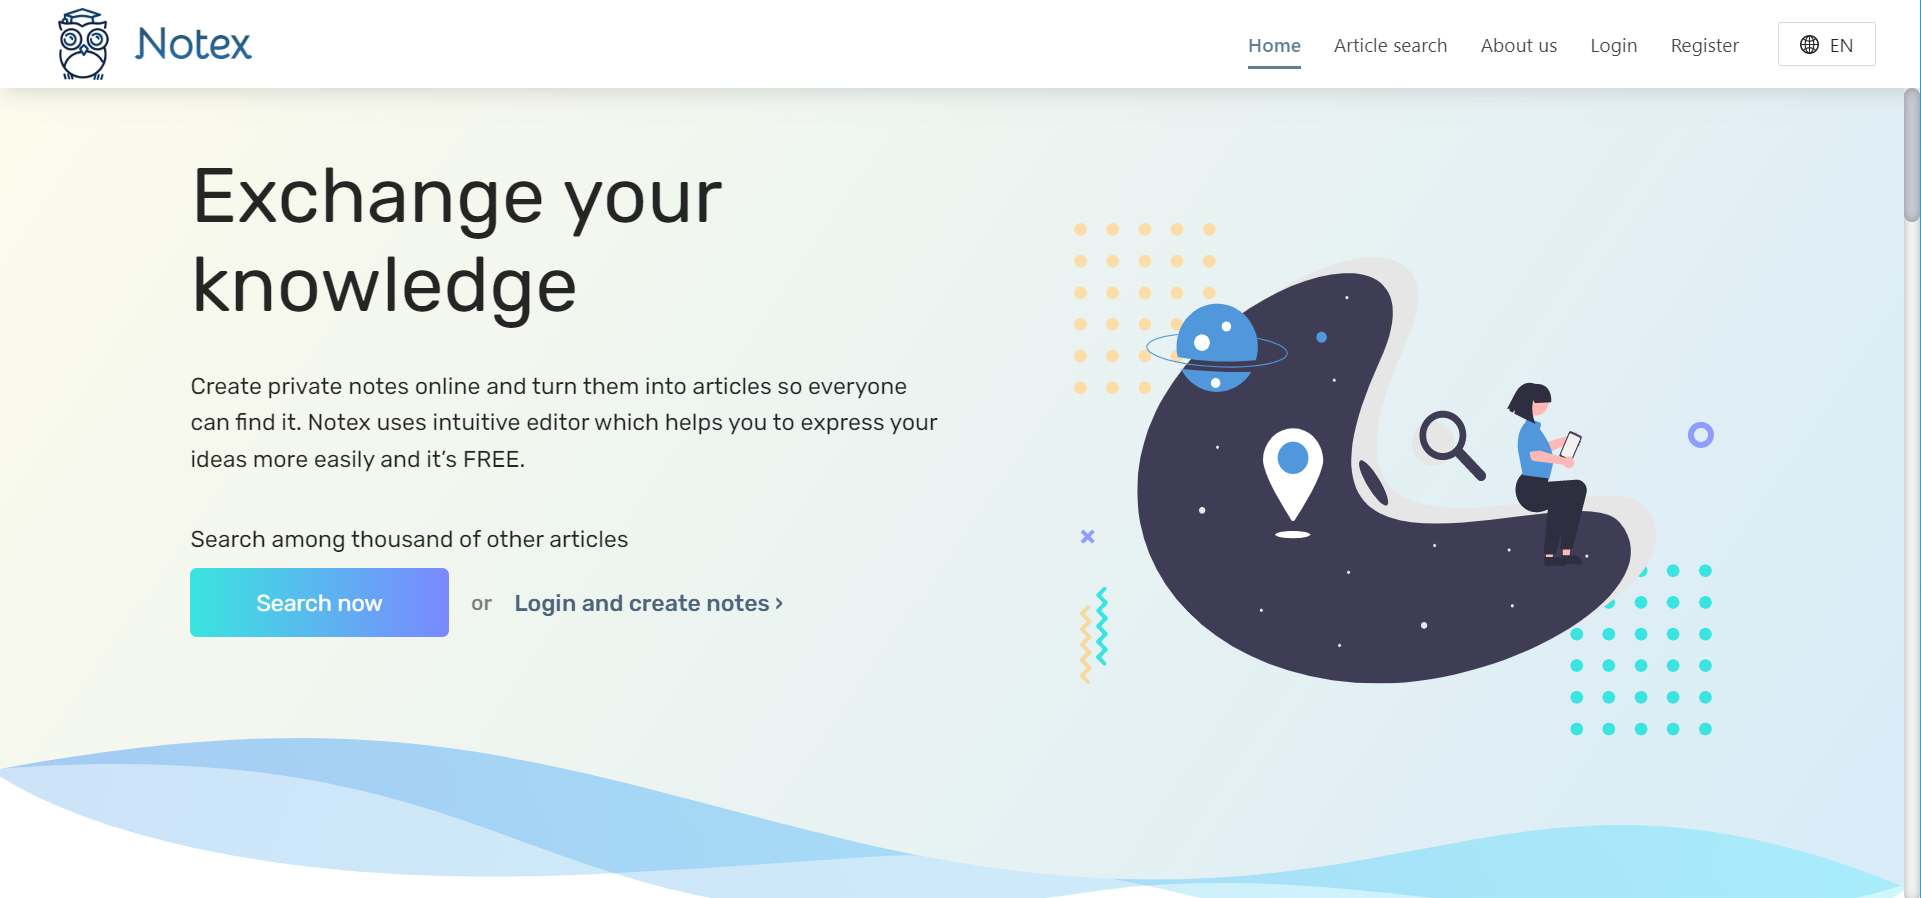 Notex
Home
Article search
About us
Login
Register
EN
Exchange your
knowledge
Create private notes online and turn them into articles so everyone
can find it. Notex uses intuitive editor which helps you to express your
ideas more easily and it's FREE.
Search among thousand of other articles
Search now
or
Login and create notes ›